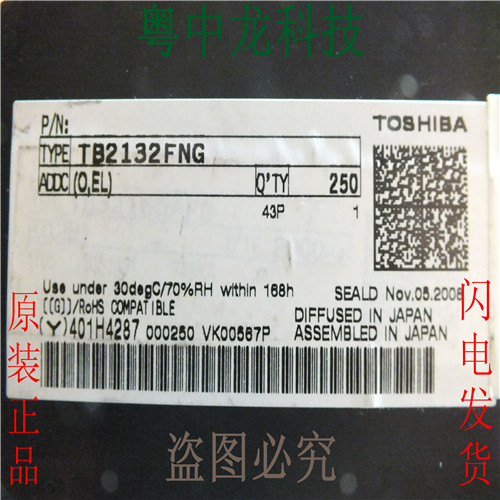 粤中龙科技
P/N:
TOSHIBA
TYPE TB2132FNG
ADDC (O,EL) Q'TY 250
43P 1
Use under 30degC/70%RH within 168h SEALD Nov.05.2008
[[G]]/RoHS COMPATIBLE DIFFUSED IN JAPAN
(Y)401H4287 000250 VK00567P ASSEMBLED IN JAPAN
原装正品
闪电发货
盗图必究